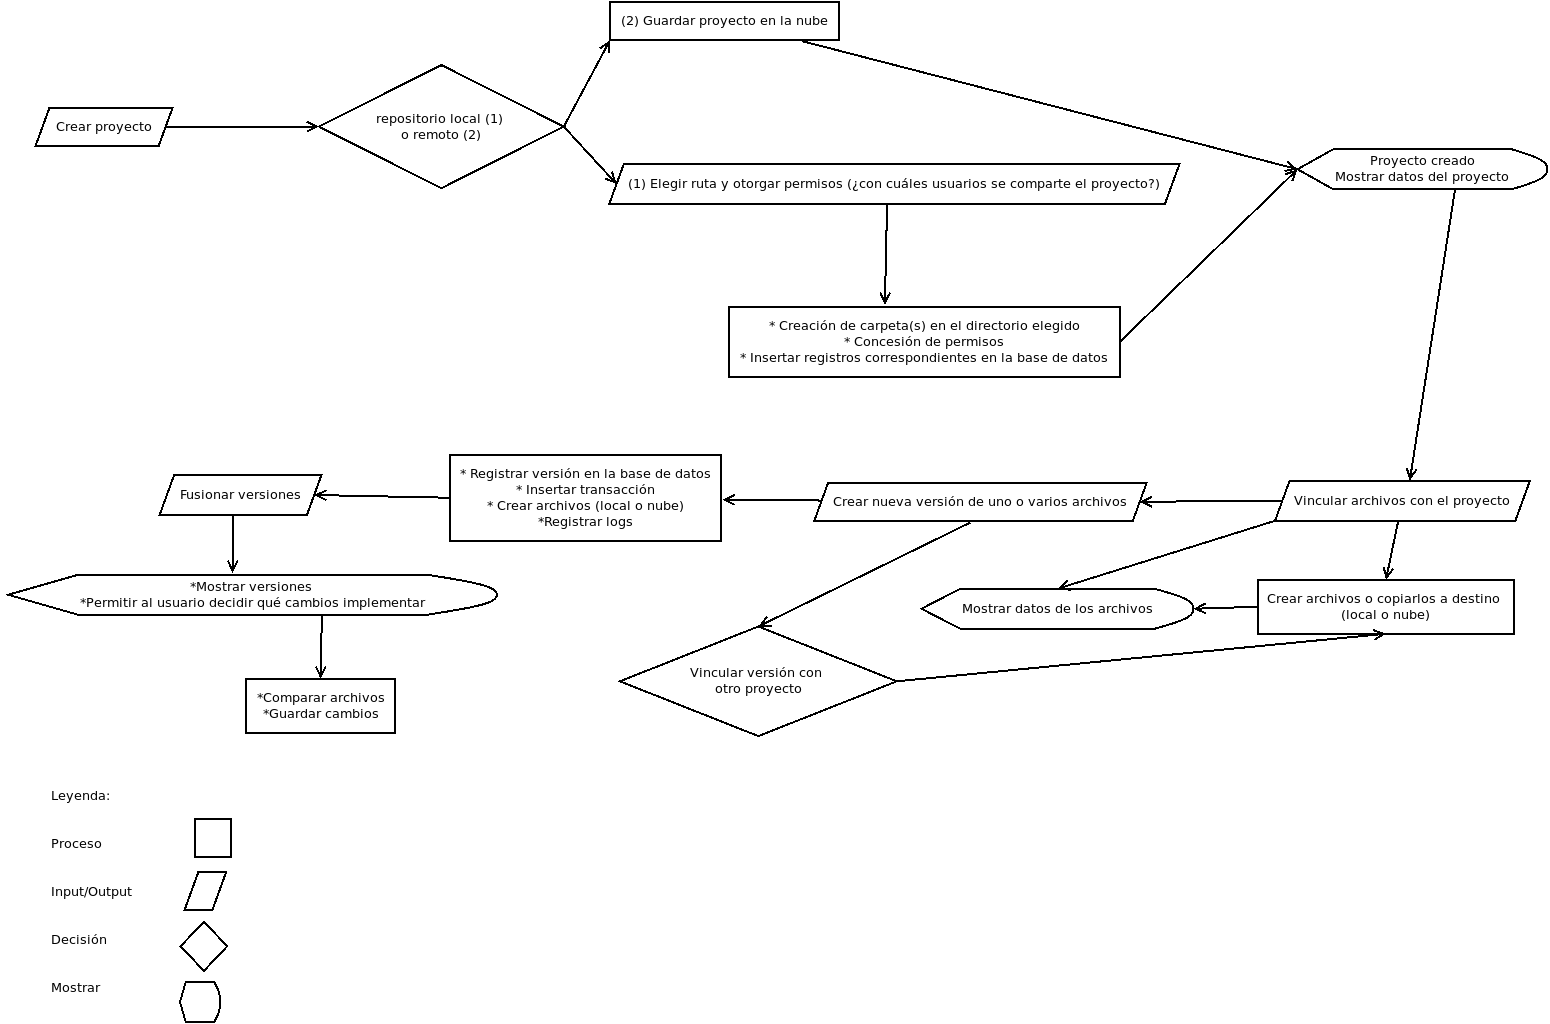 (2) Guardar proyecto en la nube
Crear proyecto
repositorio local (1)
o remoto (2)
(1) Elegir ruta y otorgar permisos (¿con cuáles usuarios se comparte el proyecto?)
Proyecto creado
Mostrar datos del proyecto
* Creación de carpeta(s) en el directorio elegido
* Concesión de permisos
* Insertar registros correspondientes en la base de datos
Vincular archivos con el proyecto
Crear nueva versión de uno o varios archivos
* Registrar versión en la base de datos
* Insertar transacción
* Crear archivos (local o nube)
*Registrar logs
Fusionar versiones
*Mostrar versiones
*Permitir al usuario decidir qué cambios implementar
Mostrar datos de los archivos
Crear archivos o copiarlos a destino
(local o nube)
Vincular versión con
otro proyecto
*Comparar archivos
*Guardar cambios
Leyenda:
Proceso
Input/Output
Decisión
Mostrar